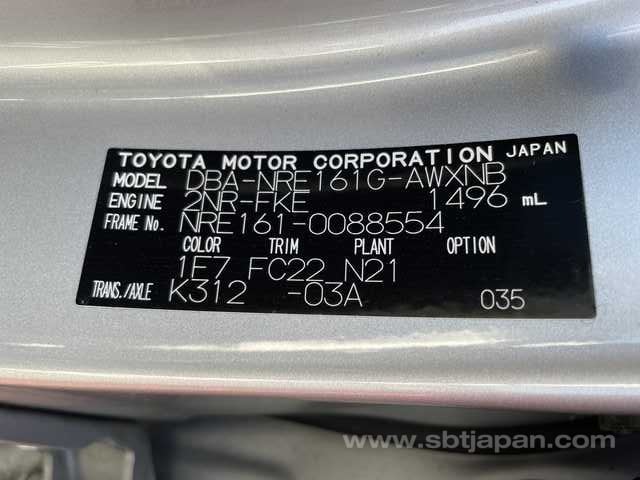 TOYOTA MOTOR CORPORATION JAPAN
MODEL DBA-NRE161G-AWXNB
ENGINE 2NR-FKE 1496 mL
FRAME No. NRE161-0088554
COLOR TRIM PLANT OPTION
1F7 FC22 N21
TRANS./AXLE K312 -03A 035
www.sbtjapan.com